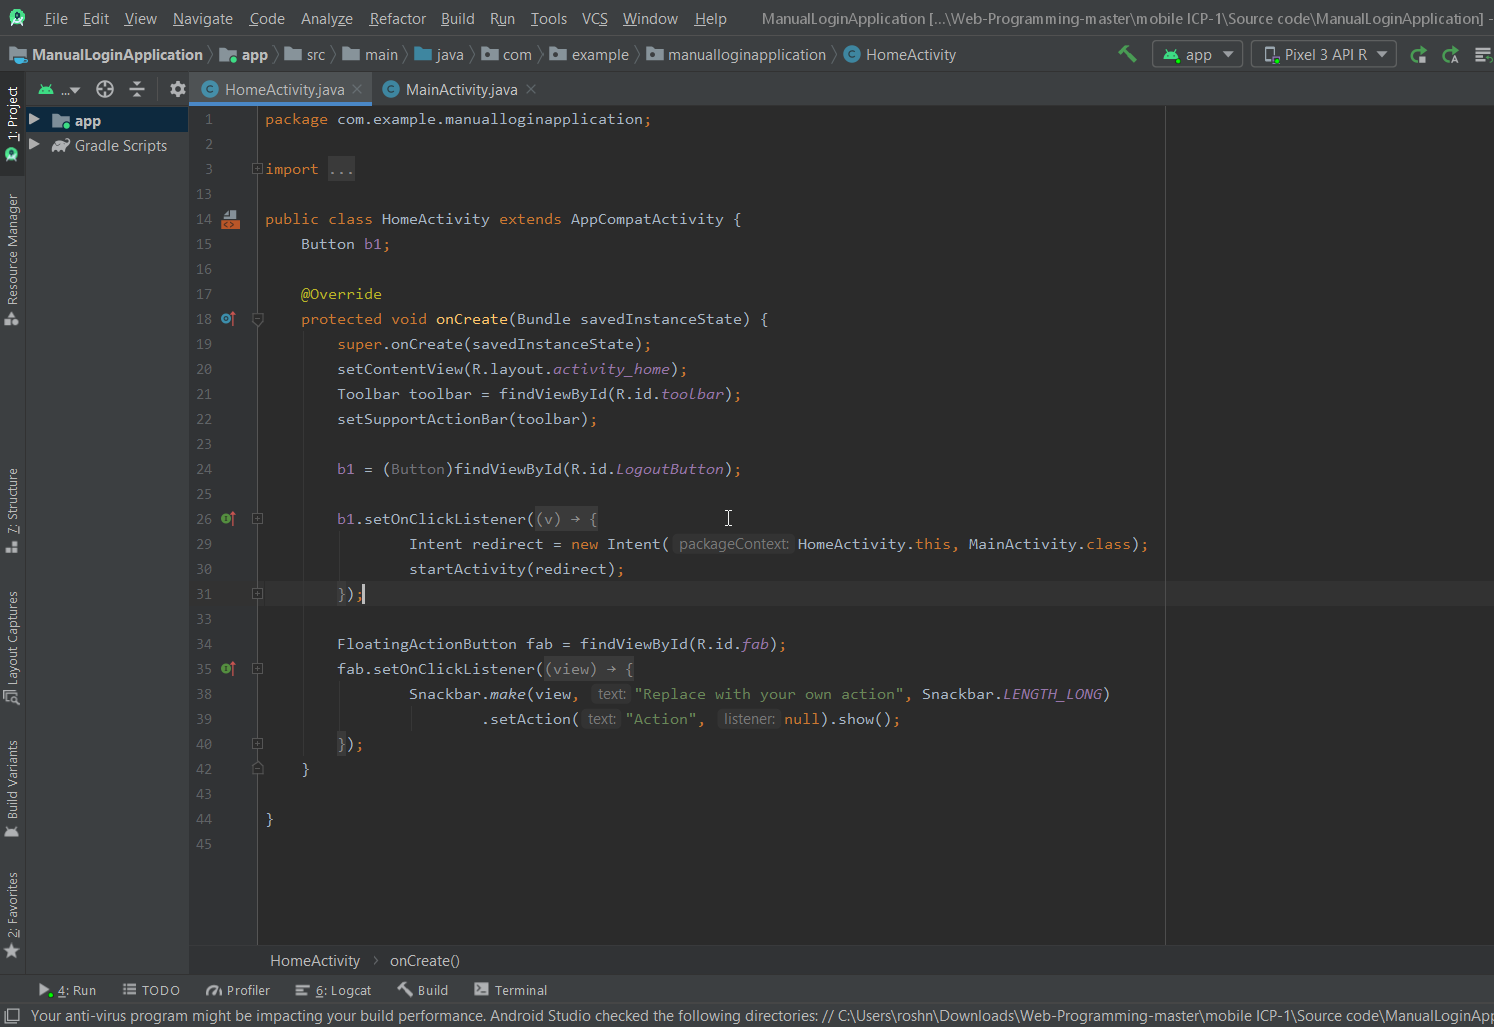 File Edit View Navigate Code Analyze Refactor Build Run Tools VCS Window Help ManualLoginApplication [...\Web-Programming-master\mobile ICP-1\Source code\ManualLoginApplication] -
ManualLoginApplication app src main java com example manualloginapplication HomeActivity app Pixel 3 API R
... HomeActivity.java MainActivity.java
1: Project
Resource Manager
7: Structure
Layout Captures
Build Variants
2: Favorites
app
Gradle Scripts
1 package com.example.manualloginapplication;
2
3 import ...
13
14 public class HomeActivity extends AppCompatActivity {
15 Button b1;
16
17 @Override
18 protected void onCreate(Bundle savedInstanceState) {
19 super.onCreate(savedInstanceState);
20 setContentView(R.layout.activity_home);
21 Toolbar toolbar = findViewById(R.id.toolbar);
22 setSupportActionBar(toolbar);
23
24 b1 = (Button)findViewById(R.id.LogoutButton);
25
26 b1.setOnClickListener((v) → {
29 Intent redirect = new Intent( packageContext: HomeActivity.this, MainActivity.class);
30 startActivity(redirect);
31 });
33
34 FloatingActionButton fab = findViewById(R.id.fab);
35 fab.setOnClickListener((view) → {
38 Snackbar.make(view, text: "Replace with your own action", Snackbar.LENGTH_LONG)
39 .setAction( text: "Action", listener: null).show();
40 });
42 }
43
44 }
45
HomeActivity › onCreate()
4: Run TODO Profiler 6: Logcat Build Terminal
Your anti-virus program might be impacting your build performance. Android Studio checked the following directories: // C:\Users\roshn\Downloads\Web-Programming-master\mobile ICP-1\Source code\ManualLoginApp